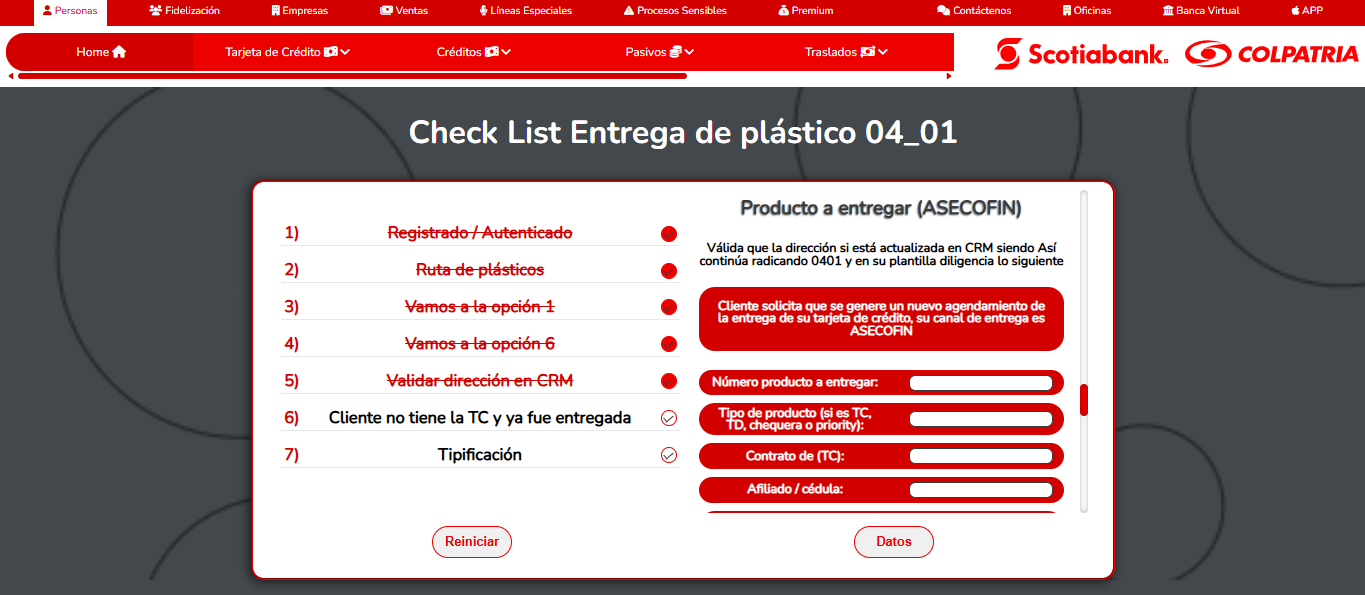 Personas
Fidelización
Empresas
Ventas
Líneas Especiales
Procesos Sensibles
Premium
Contáctenos
Oficinas
Banca Virtual
APP
Home
Tarjeta de Crédito
Créditos
Pasivos
Traslados
Scotiabank
COLPATRIA
Check List Entrega de plástico 04_01
1) Registrado / Autenticado
2) Ruta de plásticos
3) Vamos a la opción 1
4) Vamos a la opción 6
5) Validar dirección en CRM
6) Cliente no tiene la TC y ya fue entregada
7) Tipificación
Reiniciar
Producto a entregar (ASECOFIN)
Válida que la dirección si está actualizada en CRM siendo Así
continúa radicando 0401 y en su plantilla diligencia lo siguiente
Cliente solicita que se genere un nuevo agendamiento de
la entrega de su tarjeta de crédito, su canal de entrega es
ASECOFIN
Número producto a entregar:
Tipo de producto (si es TC,
TD, chequera o priority):
Contrato de (TC):
Afiliado / cédula:
Datos